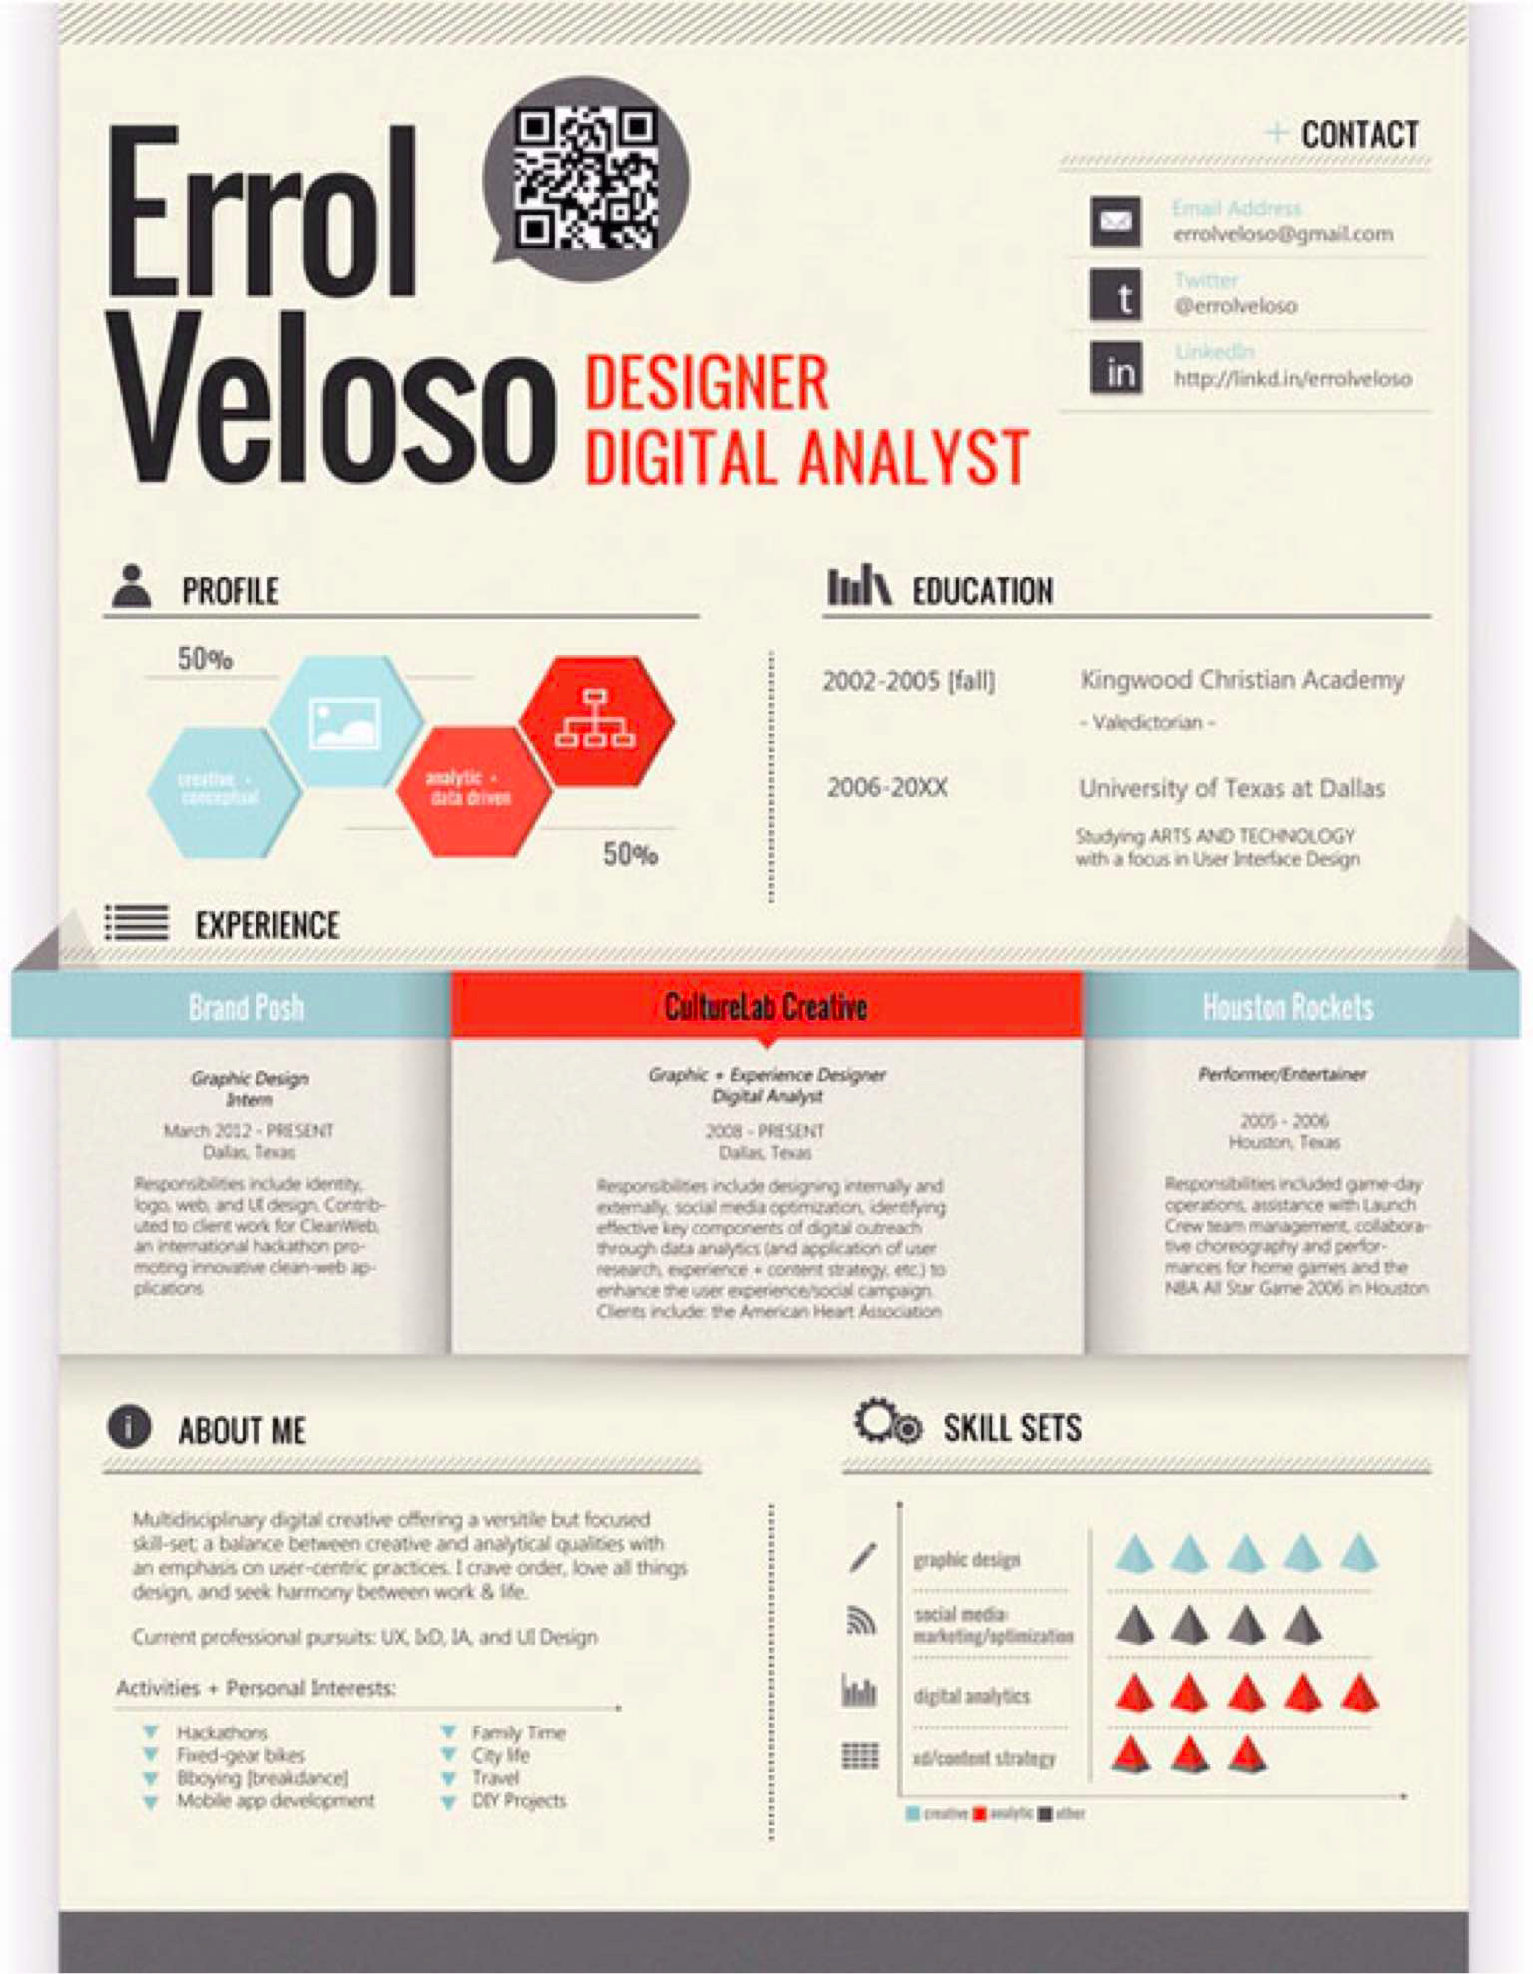 Errol
Veloso
DESIGNER
DIGITAL ANALYST
+ CONTACT
Email Address
errolveloso@gmail.com
t
Twitter
@errolveloso
in
LinkedIn
http://linkd.in/errolveloso
PROFILE
50%
creative +
conceptual
analytic +
data driven
50%
EDUCATION
2002-2005 [fall] Kingwood Christian Academy
- Valedictorian -
2006-20XX University of Texas at Dallas
Studying ARTS AND TECHNOLOGY
with a focus in User Interface Design
EXPERIENCE
Brand Posh
Graphic Design
Intern
March 2012 - PRESENT
Dallas, Texas
Responsibilities include identity,
logo, web, and UI design. Contrib-
uted to client work for CleanWeb,
an international hackathon pro-
moting innovative clean-web ap-
plications
CultureLab Creative
Graphic + Experience Designer
Digital Analyst
2008 - PRESENT
Dallas, Texas
Responsibilities include designing internally and
externally, social media optimization, identifying
effective key components of digital outreach
through data analytics (and application of user
research, experience + content strategy, etc.) to
enhance the user experience/social campaign.
Clients include: the American Heart Association
Houston Rockets
Performer/Entertainer
2005 - 2006
Houston, Texas
Responsibilities included game-day
operations, assistance with Launch
Crew team management, collabora-
tive choreography and perfor-
mances for home games and the
NBA All Star Game 2006 in Houston
i
ABOUT ME
Multidisciplinary digital creative offering a versitile but focused
skill-set; a balance between creative and analytical qualities with
an emphasis on user-centric practices. I crave order, love all things
design, and seek harmony between work & life.
Current professional pursuits: UX, IxD, IA, and UI Design
Activities + Personal Interests:
Hackathons
Fixed-gear bikes
Bboying [breakdance]
Mobile app development
Family Time
City life
Travel
DIY Projects
SKILL SETS
graphic design
social media:
marketing/optimization
digital analytics
xd/content strategy
creative analytic other